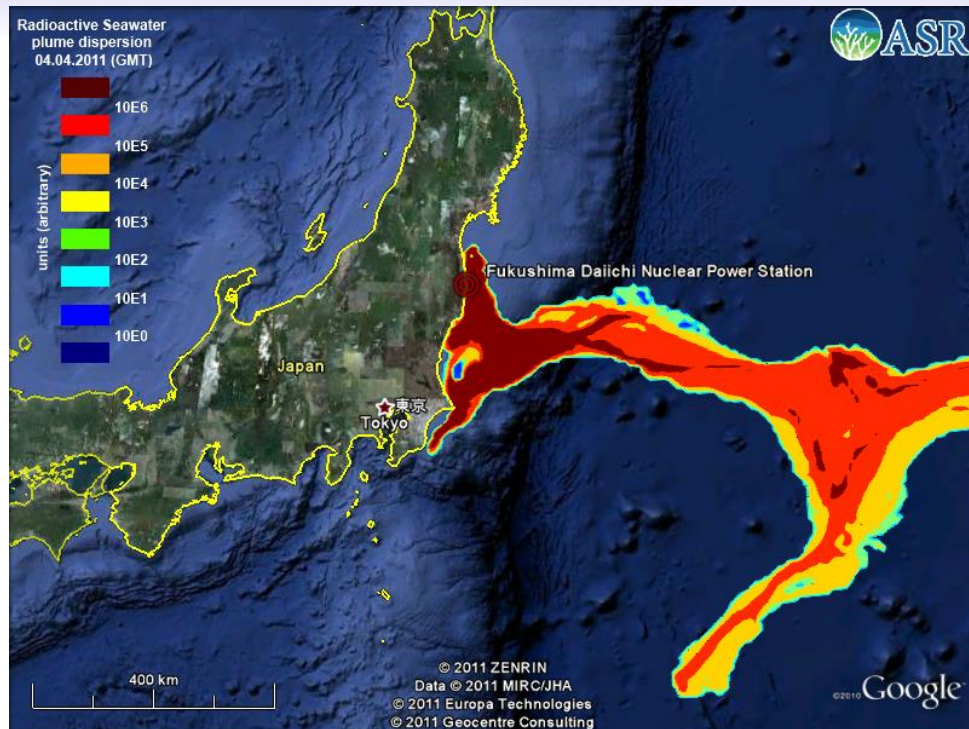 Radioactive Seawater
plume dispersion
04.04.2011 (GMT)
10E6
10E5
10E4
10E3
10E2
10E1
10E0
units (arbitrary)
ASR
Fukushima Daiichi Nuclear Power Station
Japan
東京
Tokyo
400 km
© 2011 ZENRIN
Data © 2011 MIRC/JHA
© 2011 Europa Technologies
© 2011 Geocentre Consulting
©2010 Google